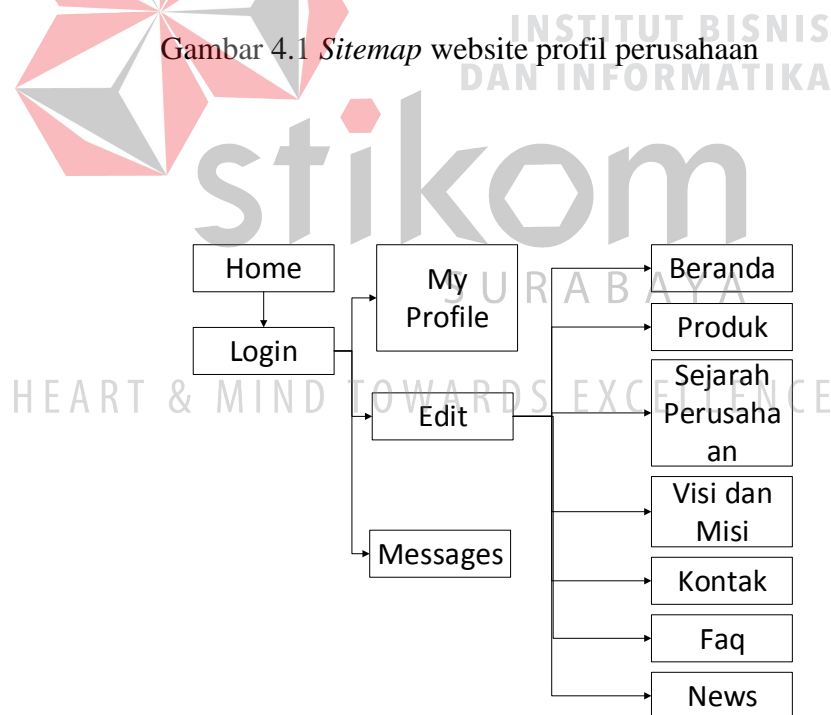 INSTITUT BISNIS
Gambar 4.1 Sitemap website profil perusahaan
DAN INFORMATIKA
stikom
SURABAYA
HEART & MIND TOWARDS EXCELLENCE
Home
Login
My
Profile
Edit
Messages
Beranda
Produk
Sejarah
Perusaha
an
Visi dan
Misi
Kontak
Faq
News